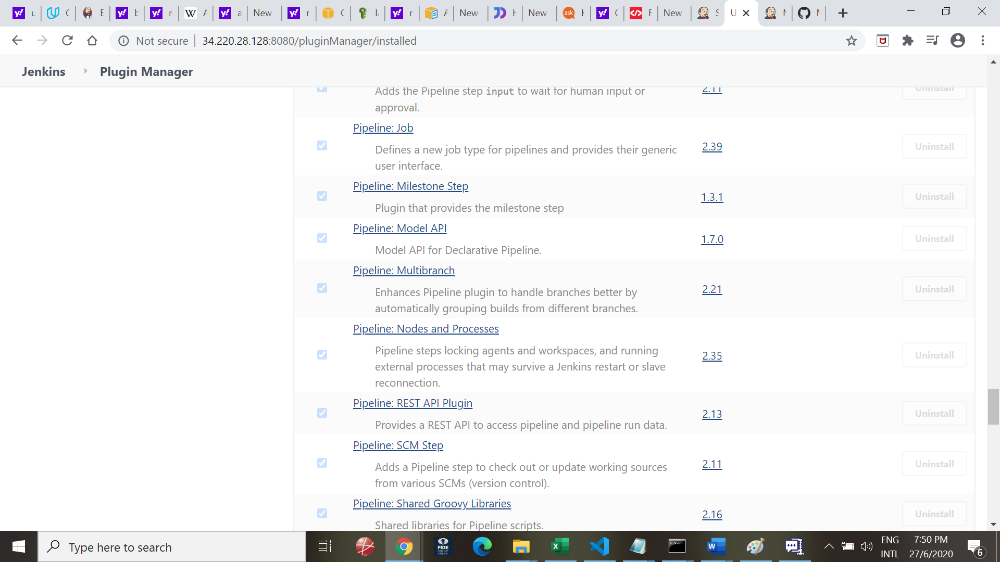 New
New
New
New
Not secure
34.220.28.128:8080/pluginManager/installed
Jenkins
Plugin Manager
Adds the Pipeline step input to wait for human input or
approval.
2.11
Uninstall
Pipeline: Job
Defines a new job type for pipelines and provides their generic
user interface.
2.39
Uninstall
Pipeline: Milestone Step
Plugin that provides the milestone step
1.3.1
Uninstall
Pipeline: Model API
Model API for Declarative Pipeline.
1.7.0
Uninstall
Pipeline: Multibranch
Enhances Pipeline plugin to handle branches better by
automatically grouping builds from different branches.
2.21
Uninstall
Pipeline: Nodes and Processes
Pipeline steps locking agents and workspaces, and running
external processes that may survive a Jenkins restart or slave
reconnection.
2.35
Uninstall
Pipeline: REST API Plugin
Provides a REST API to access pipeline and pipeline run data.
2.13
Uninstall
Pipeline: SCM Step
Adds a Pipeline step to check out or update working sources
from various SCMs (version control).
2.11
Uninstall
Pipeline: Shared Groovy Libraries
Shared libraries for Pipeline scripts.
2.16
Uninstall
Type here to search
FIDE
ONLINE
ARENA
ENG
INTL
7:50 PM
27/6/2020
6